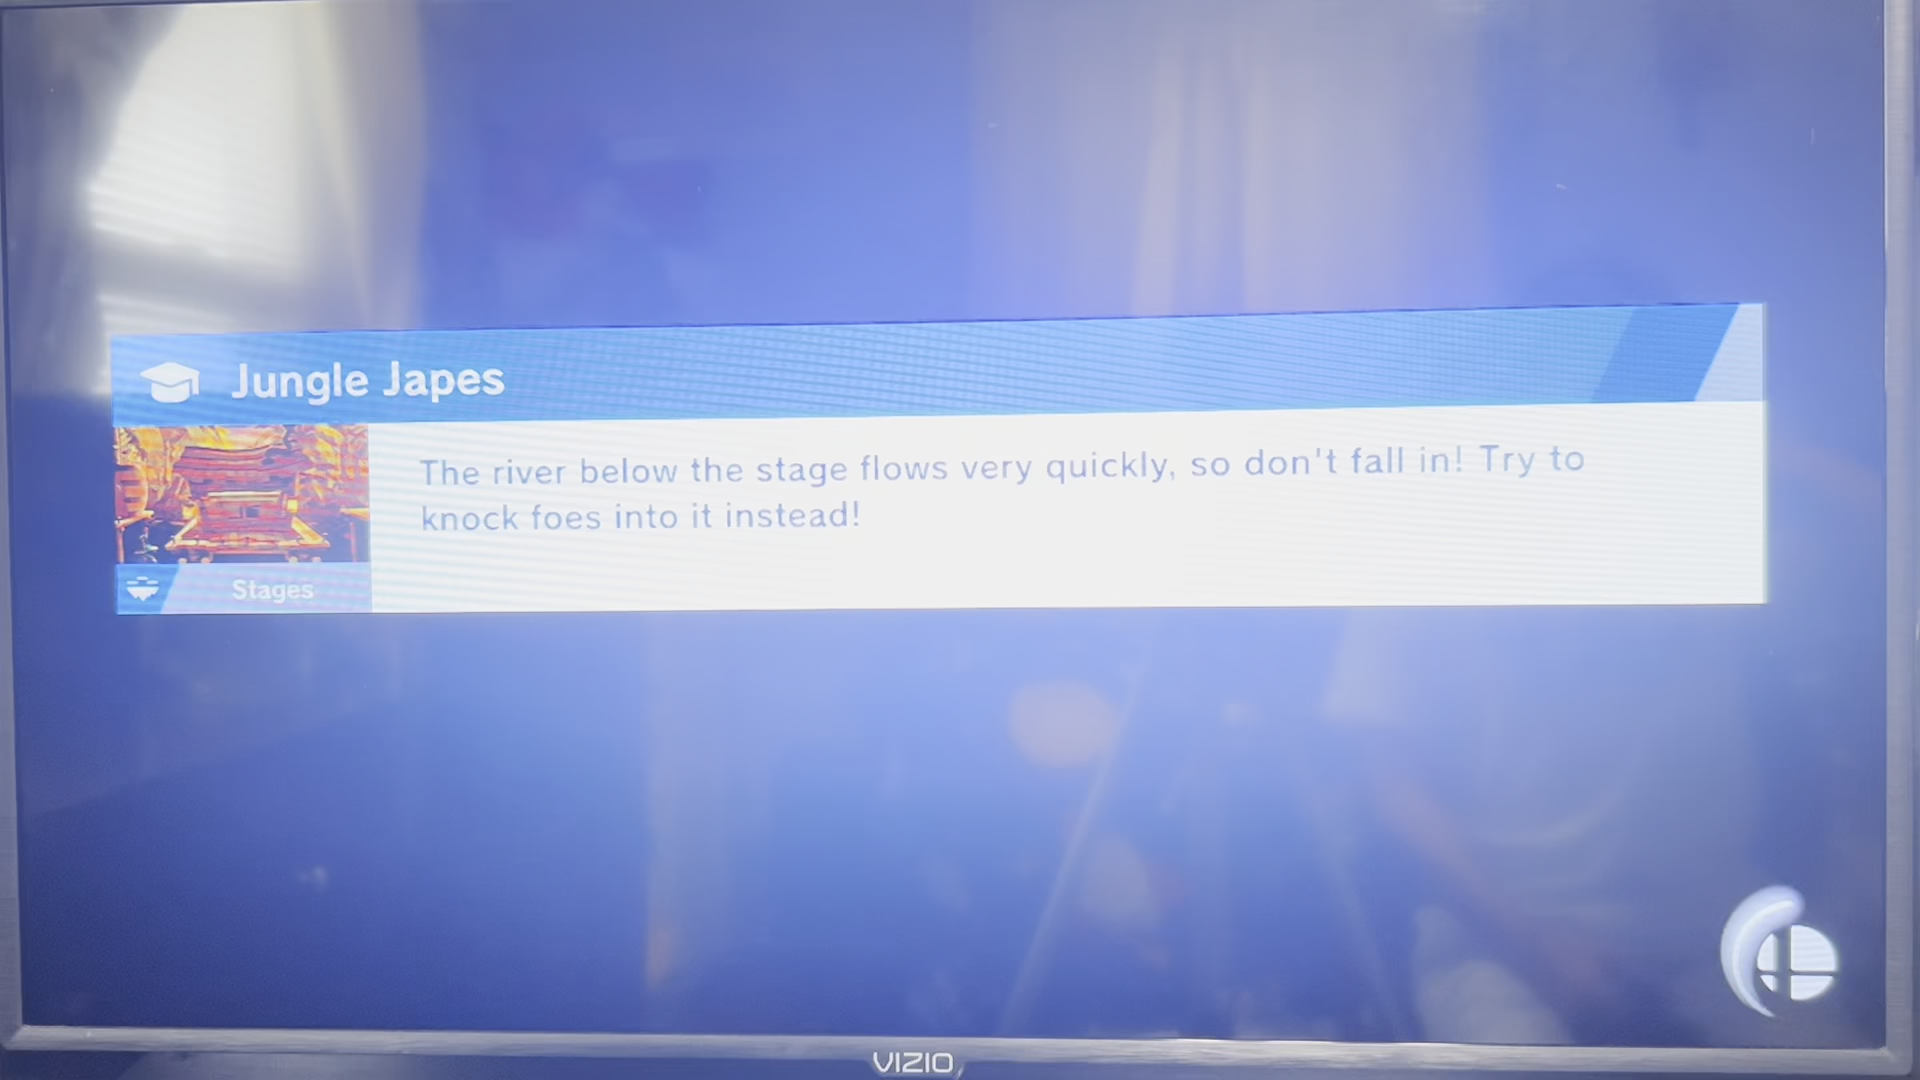 Jungle Japes
The river below the stage flows very quickly, so don't fall in! Try to
knock foes into it instead!
Stages
VIZIO